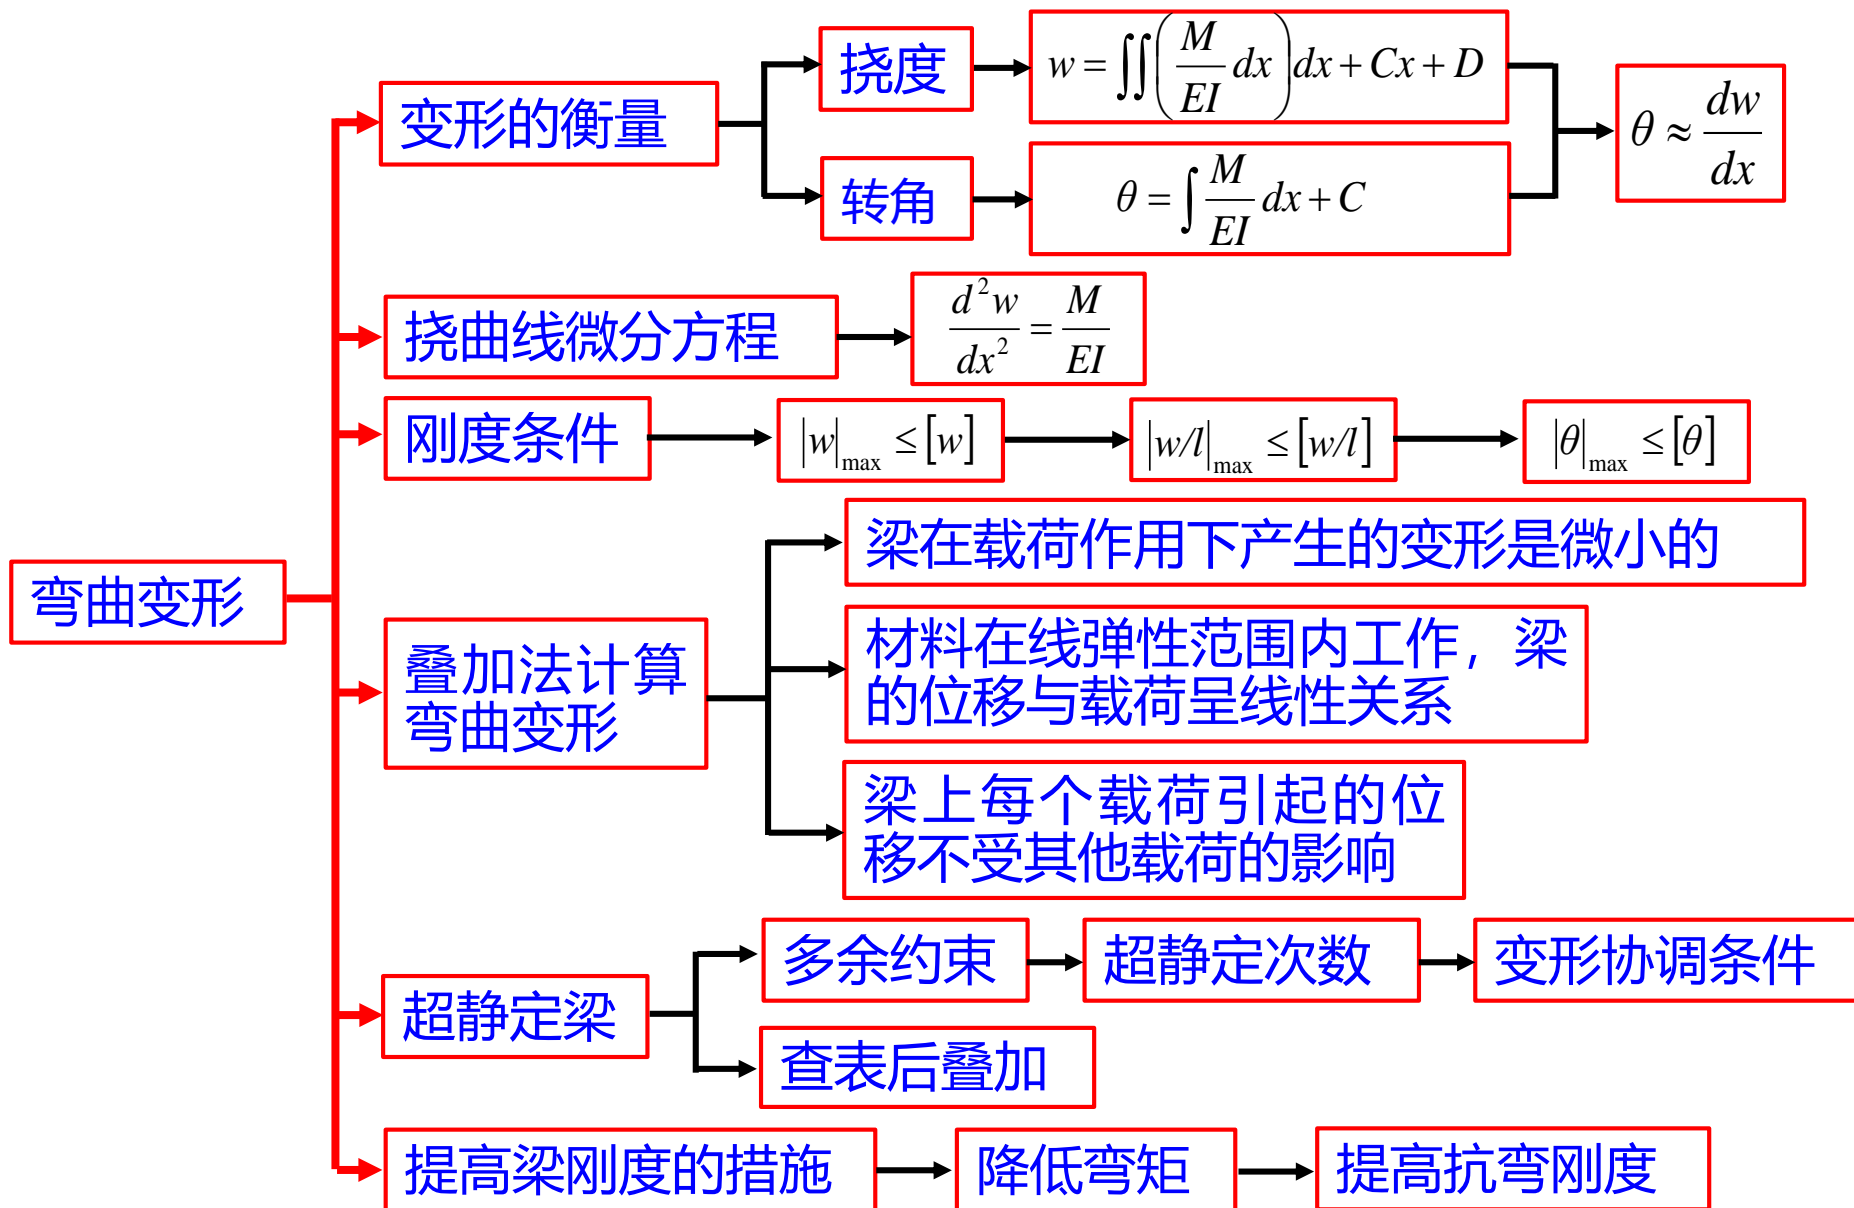 挠度
w = ∬(M/EI dx)dx + Cx + D
变形的衡量
θ ≈ dw/dx
转角
θ = ∫ M/EI dx + C
挠曲线微分方程
d²w/dx² = M/EI
刚度条件
|w|max ≤ [w]
|w/l|max ≤ [w/l]
|θ|max ≤ [θ]
弯曲变形
叠加法计算
弯曲变形
梁在载荷作用下产生的变形是微小的
材料在线弹性范围内工作，梁
的位移与载荷呈线性关系
梁上每个载荷引起的位
移不受其他载荷的影响
超静定梁
多余约束
超静定次数
变形协调条件
查表后叠加
提高梁刚度的措施
降低弯矩
提高抗弯刚度